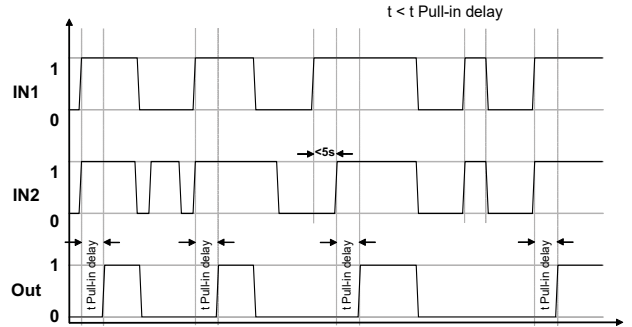 t < t Pull-in delay
1
IN1
0
<5s
1
IN2
0
t Pull-in delay
t Pull-in delay
t Pull-in delay
t Pull-in delay
1
Out
0